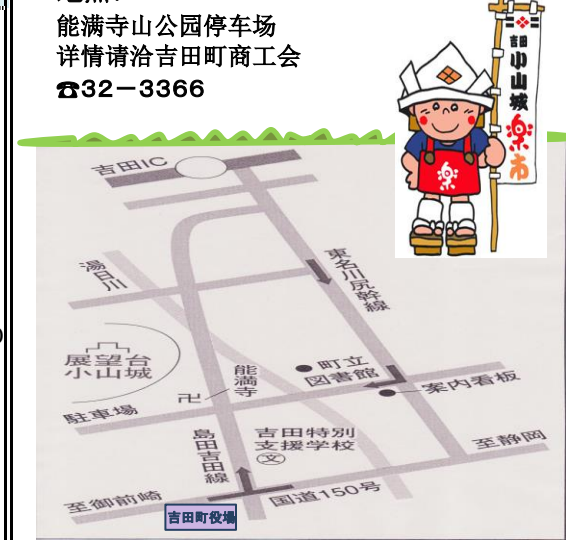 能满寺山公园停车场
详情请洽吉田町商工会
☎32－3366
吉田
小山城
楽市
楽市
吉田IC
湯日川
東名川尻幹線
展望台
小山城
能満寺
卍
町立
図書館
案内看板
駐車場
島田吉田線
吉田特別
支援学校
文
至静岡
至御前崎
国道150号
吉田町役場